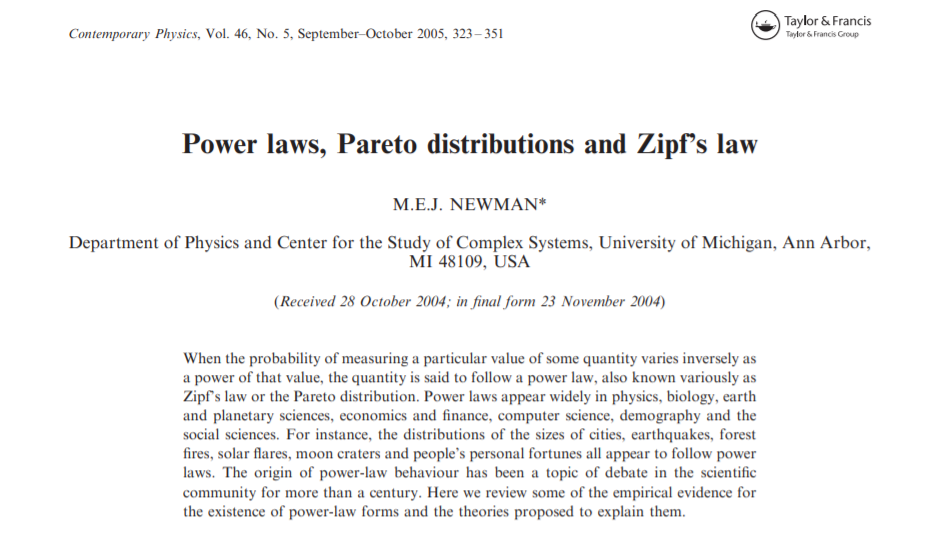 Contemporary Physics, Vol. 46, No. 5, September–October 2005, 323–351
Taylor & Francis
Taylor & Francis Group
Power laws, Pareto distributions and Zipf's law
M.E.J. NEWMAN*
Department of Physics and Center for the Study of Complex Systems, University of Michigan, Ann Arbor,
MI 48109, USA
(Received 28 October 2004; in final form 23 November 2004)
When the probability of measuring a particular value of some quantity varies inversely as
a power of that value, the quantity is said to follow a power law, also known variously as
Zipf's law or the Pareto distribution. Power laws appear widely in physics, biology, earth
and planetary sciences, economics and finance, computer science, demography and the
social sciences. For instance, the distributions of the sizes of cities, earthquakes, forest
fires, solar flares, moon craters and people's personal fortunes all appear to follow power
laws. The origin of power-law behaviour has been a topic of debate in the scientific
community for more than a century. Here we review some of the empirical evidence for
the existence of power-law forms and the theories proposed to explain them.